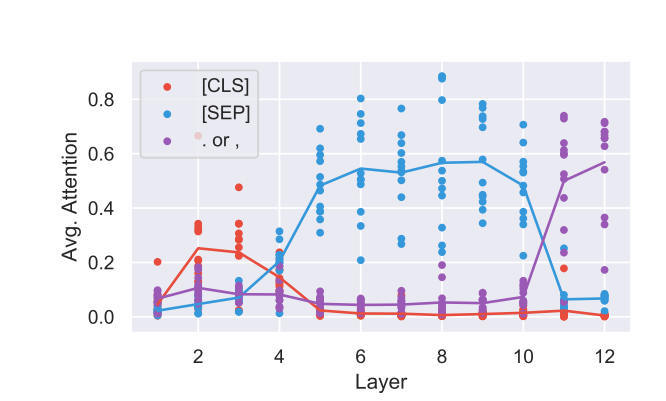 [CLS]
[SEP]
. or ,
Avg. Attention
0.8
0.6
0.4
0.2
0.0
2 4 6 8 10 12
Layer